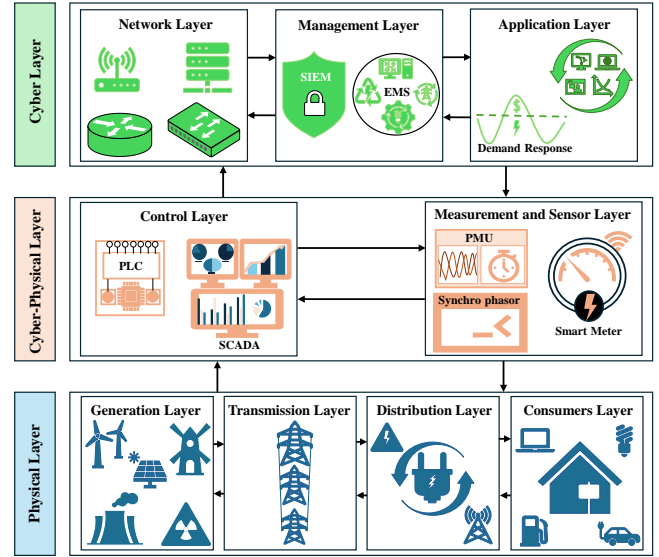 Cyber Layer
Network Layer
Management Layer
Application Layer
SIEM
EMS
$
Demand Response
Cyber-Physical Layer
Control Layer
Measurement and Sensor Layer
PLC
SCADA
PMU
Synchro phasor
Smart Meter
Physical Layer
Generation Layer
Transmission Layer
Distribution Layer
Consumers Layer